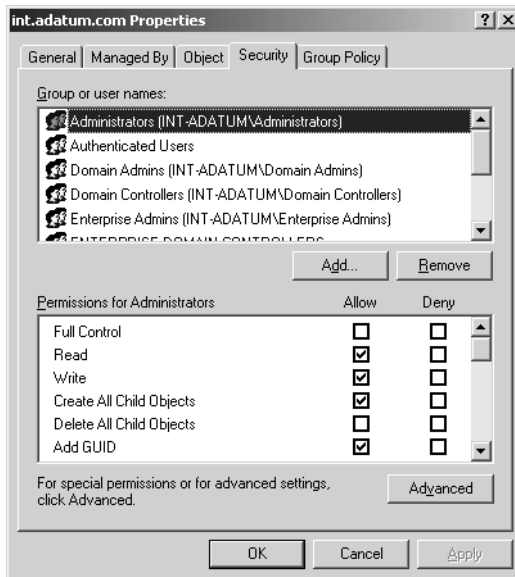 int.adatum.com Properties
General Managed By Object Security Group Policy
Group or user names:
Administrators (INT-ADATUM\Administrators)
Authenticated Users
Domain Admins (INT-ADATUM\Domain Admins)
Domain Controllers (INT-ADATUM\Domain Controllers)
Enterprise Admins (INT-ADATUM\Enterprise Admins)
ENTERPRISE DOMAIN CONTROLLERS
Add... Remove
Permissions for Administrators Allow Deny
Full Control
Read
Write
Create All Child Objects
Delete All Child Objects
Add GUID
For special permissions or for advanced settings,
click Advanced.
Advanced
OK Cancel Apply